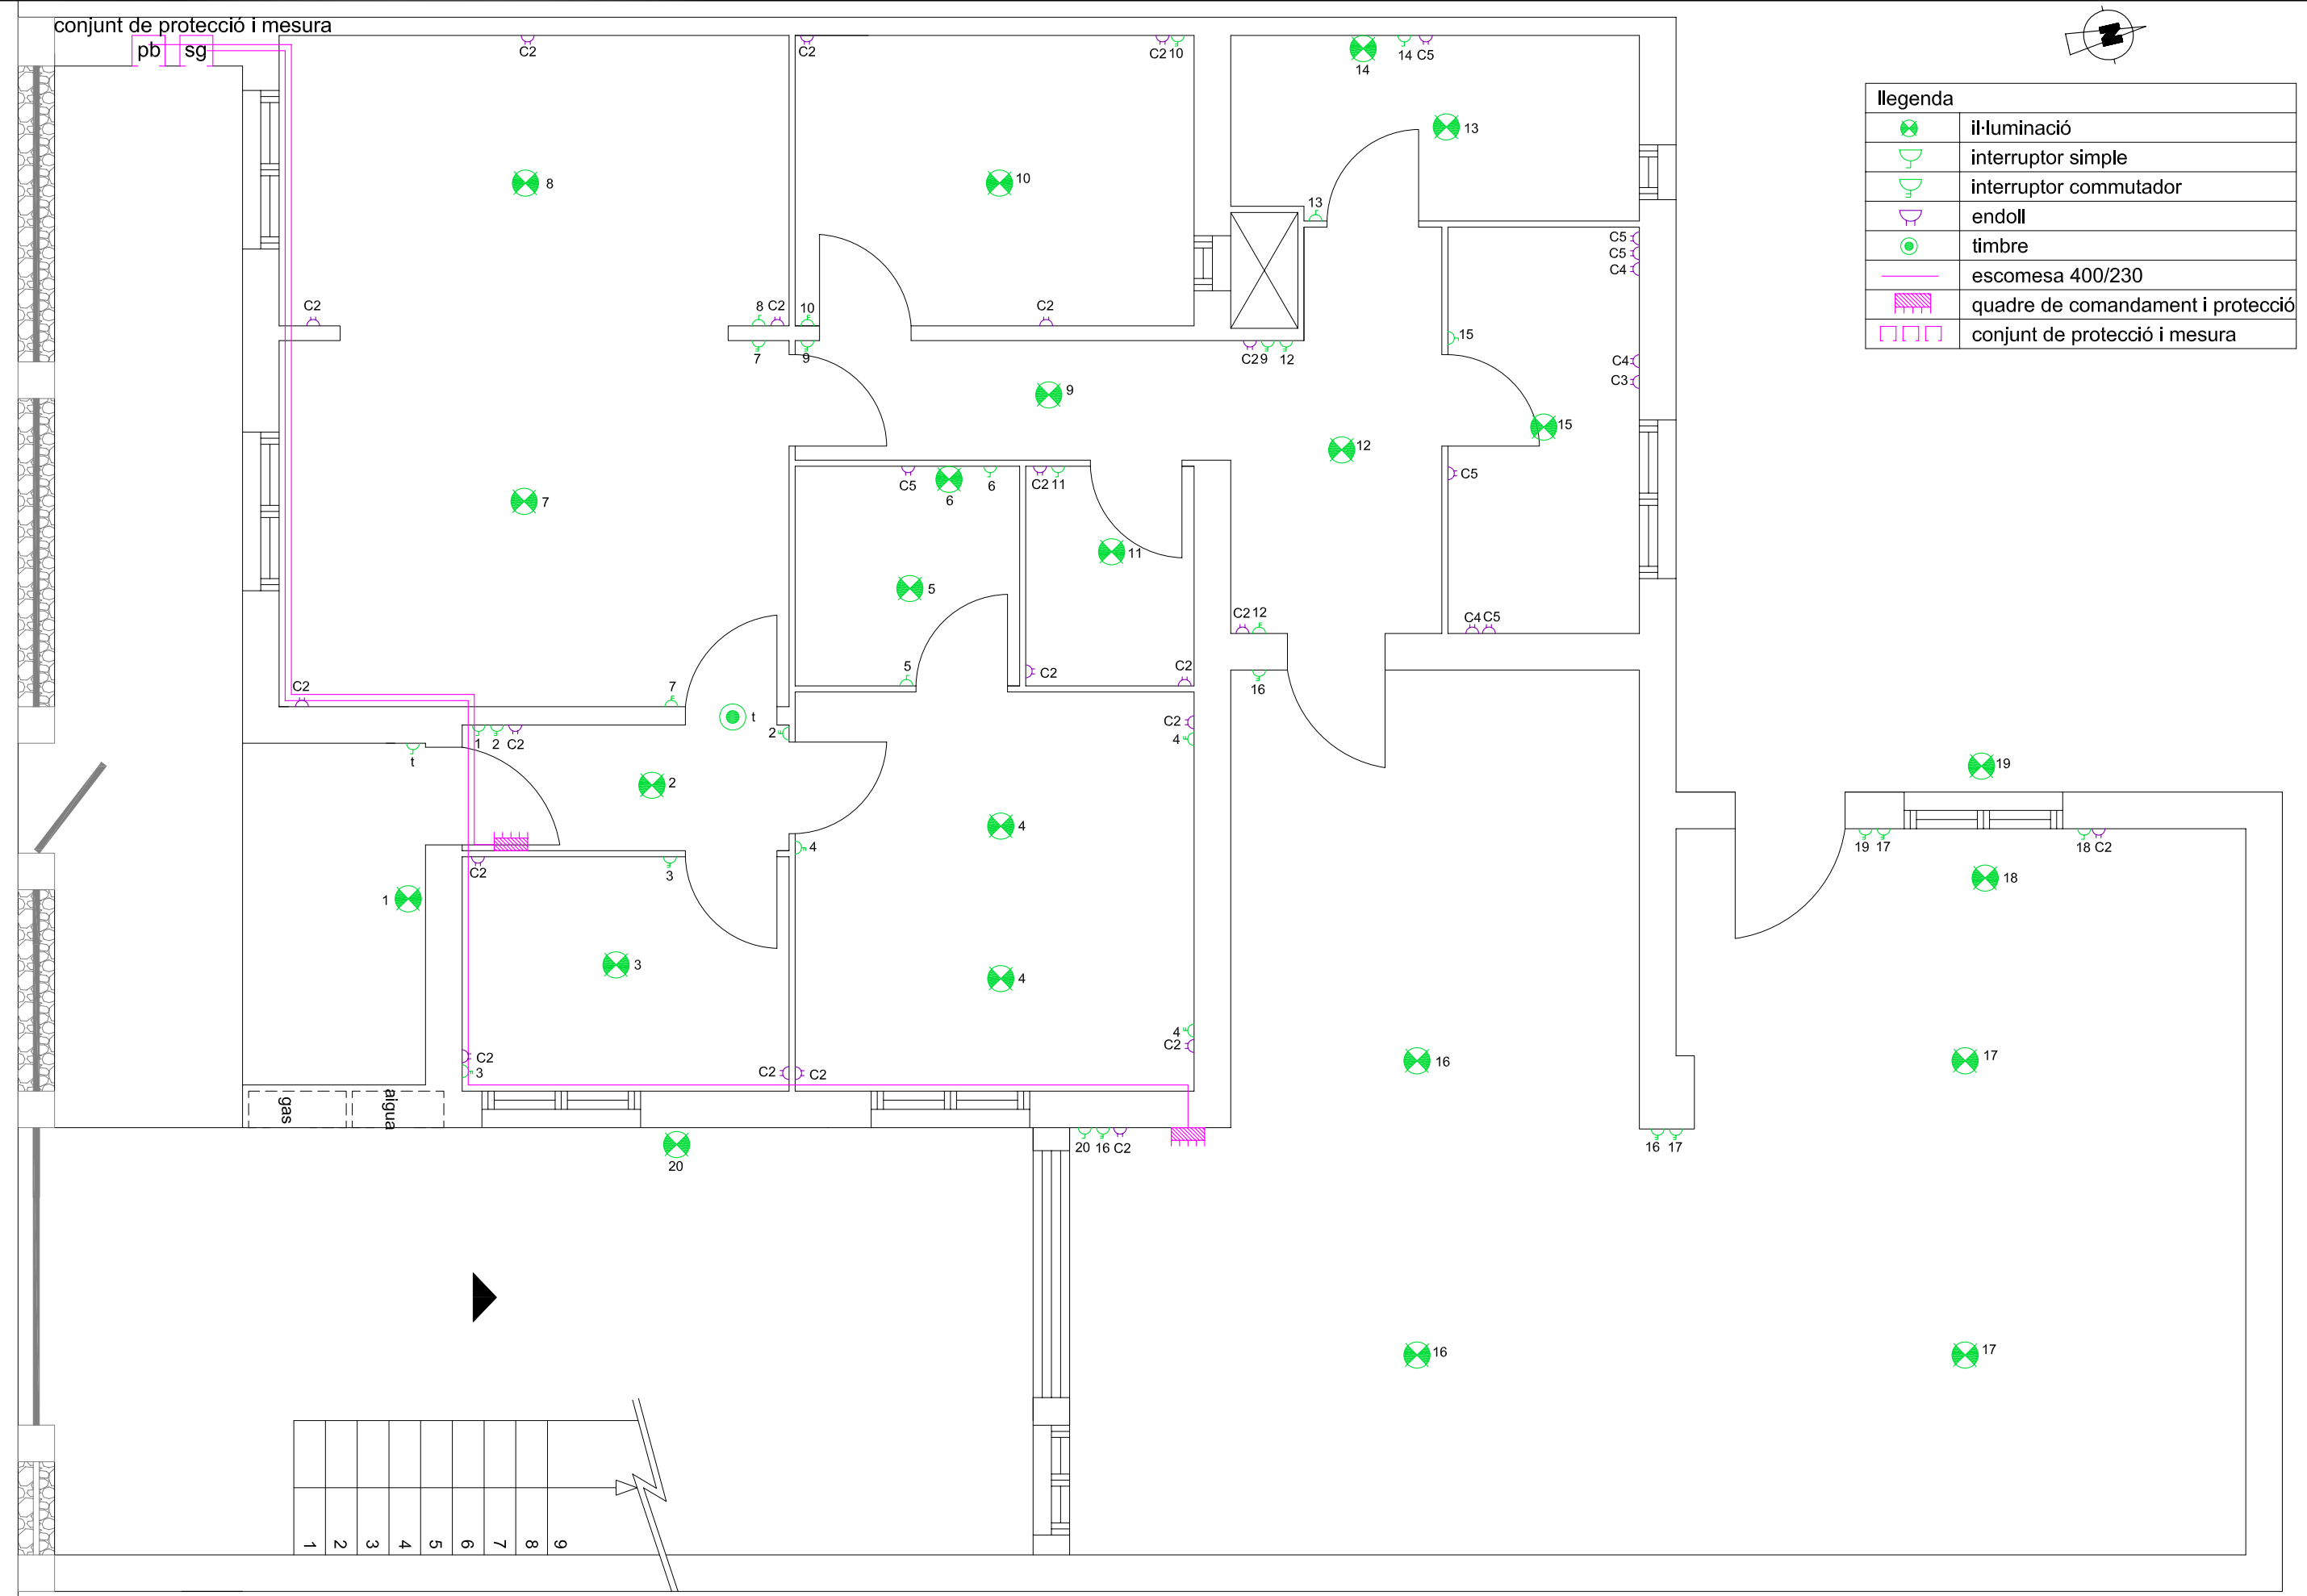 conjunt de protecció i mesura
pb sg
N
llegenda
il·luminació
interruptor simple
interruptor commutador
endoll
timbre
escomesa 400/230
quadre de comandament i protecció
conjunt de protecció i mesura
C2
C2
C2 10
14 C5
14
13
8
10
13
C5
C5
C4
C2
8 C2
10
C2
15
7
9
C2 9 12
C4
C3
9
15
12
C5
6
6
C2 11
C5
7
11
5
C2 12
C4 C5
5
C2
C2
C2
7
16
t
C2
1 2 C2
2
4
t
2
19
4
4
19 17
18 C2
C2
3
18
1
3
4
4
C2
C2
16
17
3
C2
C2
gas
aigua
20
20 16 C2
16 17
16
17
1 2 3 4 5 6 7 8 9